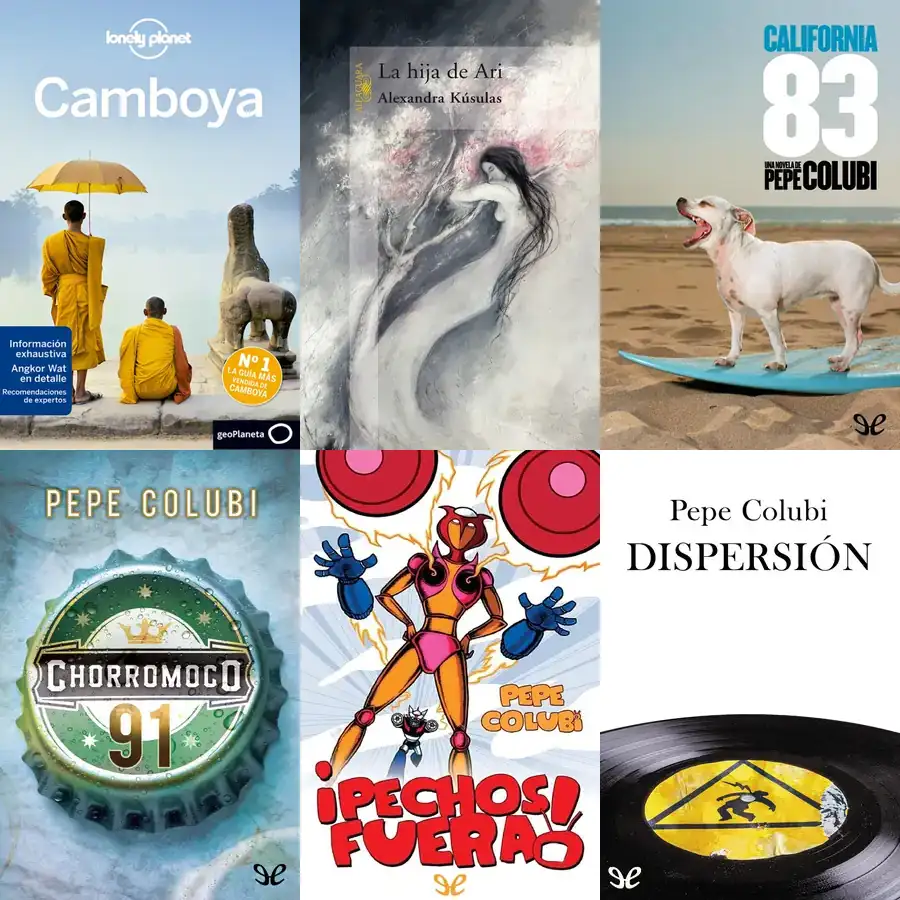 lonely planet
Camboya
Información
exhaustiva
Angkor Wat
en detalle
Recomendaciones
de expertos
Nº 1
LA GUÍA MÁS
VENDIDA DE
CAMBOYA
geoPlaneta
ALFAGUARA
La hija de Ari
Alexandra Kúsulas
CALIFORNIA
83
UNA NOVELA DE
PEPE COLUBI
PEPE COLUBI
CHORROMOCO
91
PEPE
COLUBI
¡PECHOS
FUERA!
Pepe Colubi
DISPERSIÓN